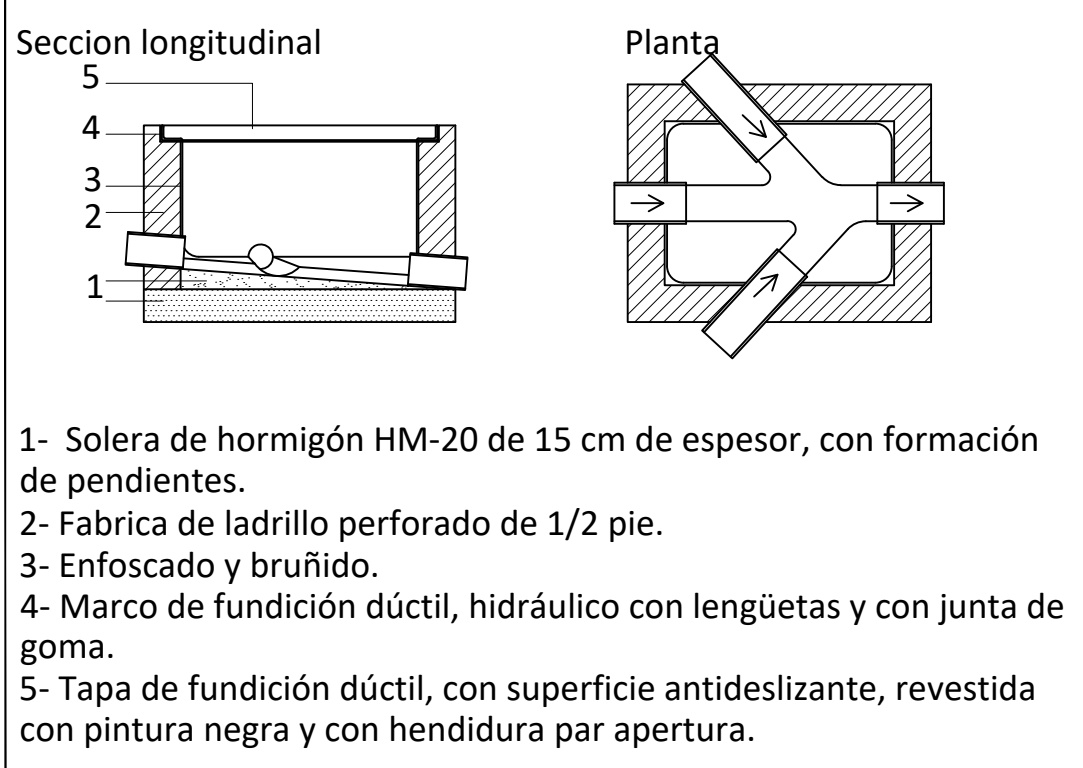 Seccion longitudinal
Planta
5
4
3
2
1
1- Solera de hormigón HM-20 de 15 cm de espesor, con formación
de pendientes.
2- Fabrica de ladrillo perforado de 1/2 pie.
3- Enfoscado y bruñido.
4- Marco de fundición dúctil, hidráulico con lengüetas y con junta de
goma.
5- Tapa de fundición dúctil, con superficie antideslizante, revestida
con pintura negra y con hendidura par apertura.